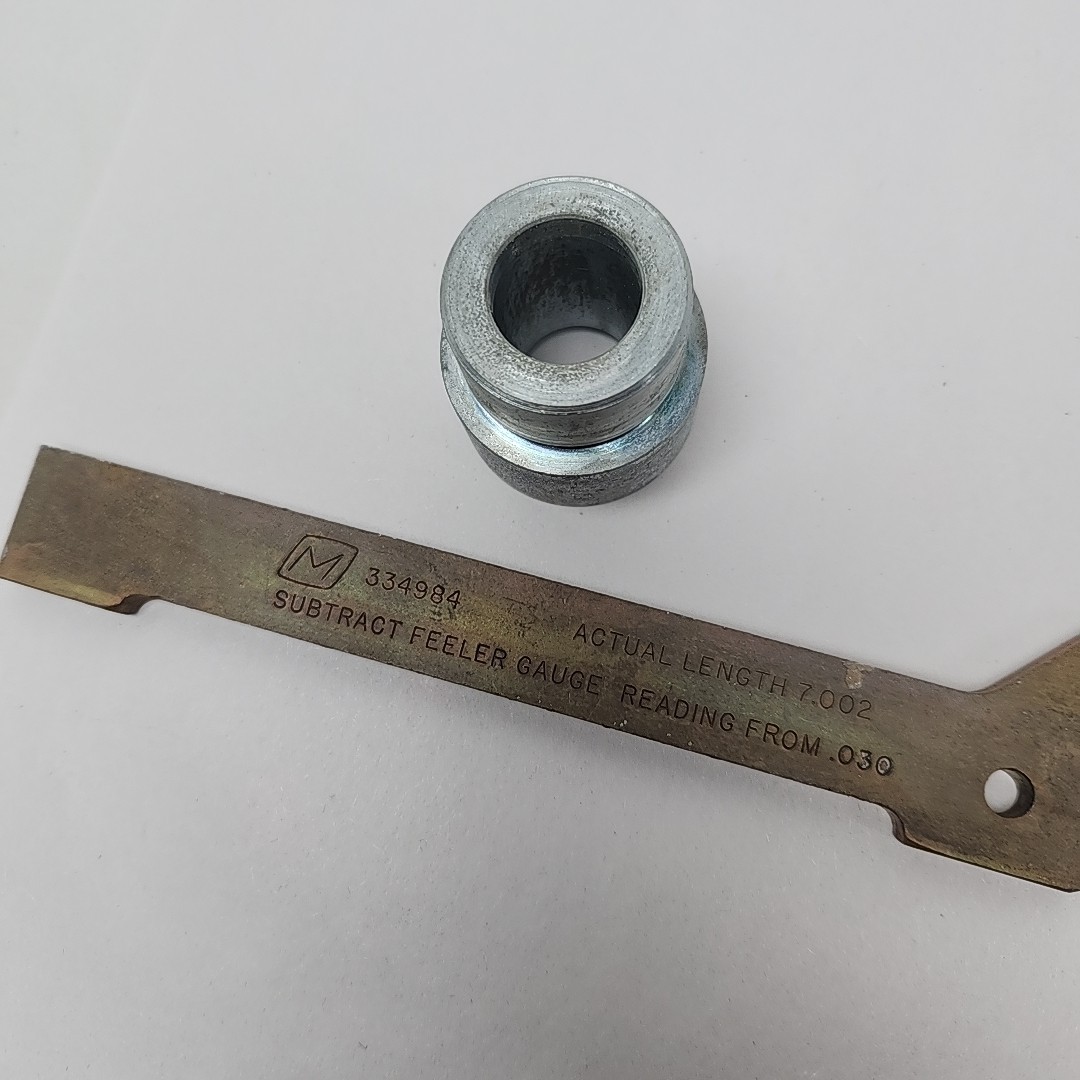 M 334984 ACTUAL LENGTH 7.002
SUBTRACT FEELER GAUGE READING FROM .030